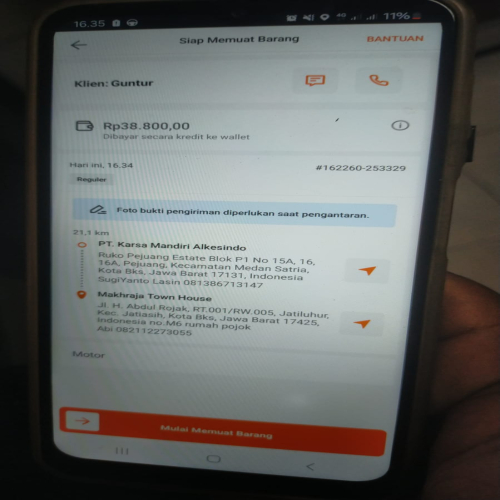 16.35
4G
11%
Siap Memuat Barang
BANTUAN
Klien: Guntur
Rp38.800,00
Dibayar secara kredit ke wallet
Hari ini, 16.34
#162260-253329
Reguler
Foto bukti pengiriman diperlukan saat pengantaran.
21,1 km
PT. Karsa Mandiri Alkesindo
Ruko Pejuang Estate Blok P1 No 15A, 16,
16A, Pejuang, Kecamatan Medan Satria,
Kota Bks, Jawa Barat 17131, Indonesia
SugiYanto Lasin 081386713147
Makhraja Town House
Jl. H. Abdul Rojak, RT.001/RW.005, Jatiluhur,
Kec. Jatiasih, Kota Bks, Jawa Barat 17425,
Indonesia no.M6 rumah pojok
Abi 082112273055
Motor
Mulai Memuat Barang